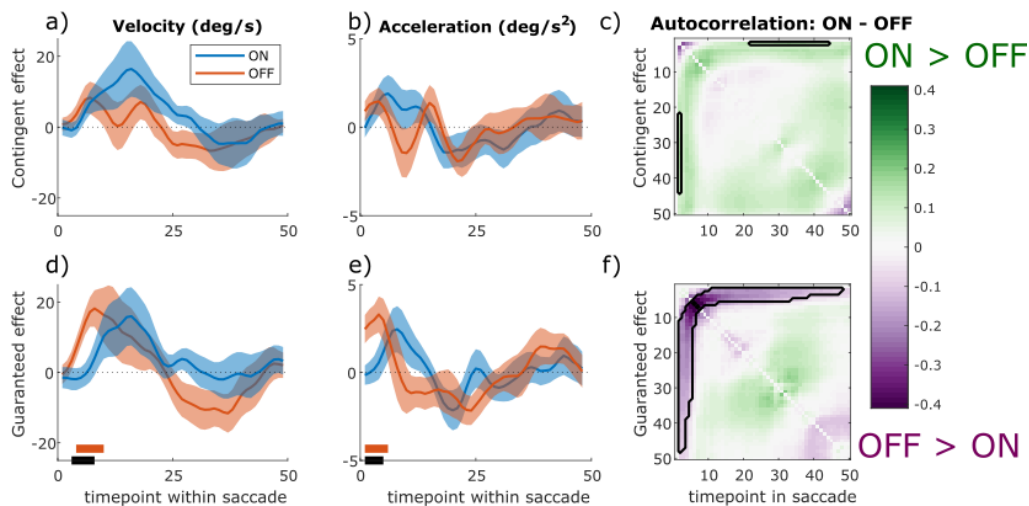 a) Velocity (deg/s)
b) Acceleration (deg/s²)
c) Autocorrelation: ON - OFF
ON
OFF
Contingent effect
20
0
-20
0 25 50
5
0
-5
0 25 50
10
20
30
40
50
10 20 30 40 50
ON > OFF
0.4
0.3
0.2
0.1
0
-0.1
-0.2
-0.3
-0.4
OFF > ON
d)
e)
f)
Guaranteed effect
20
0
-20
0 25 50
timepoint within saccade
5
0
-5
0 25 50
timepoint within saccade
10
20
30
40
50
10 20 30 40 50
timepoint in saccade